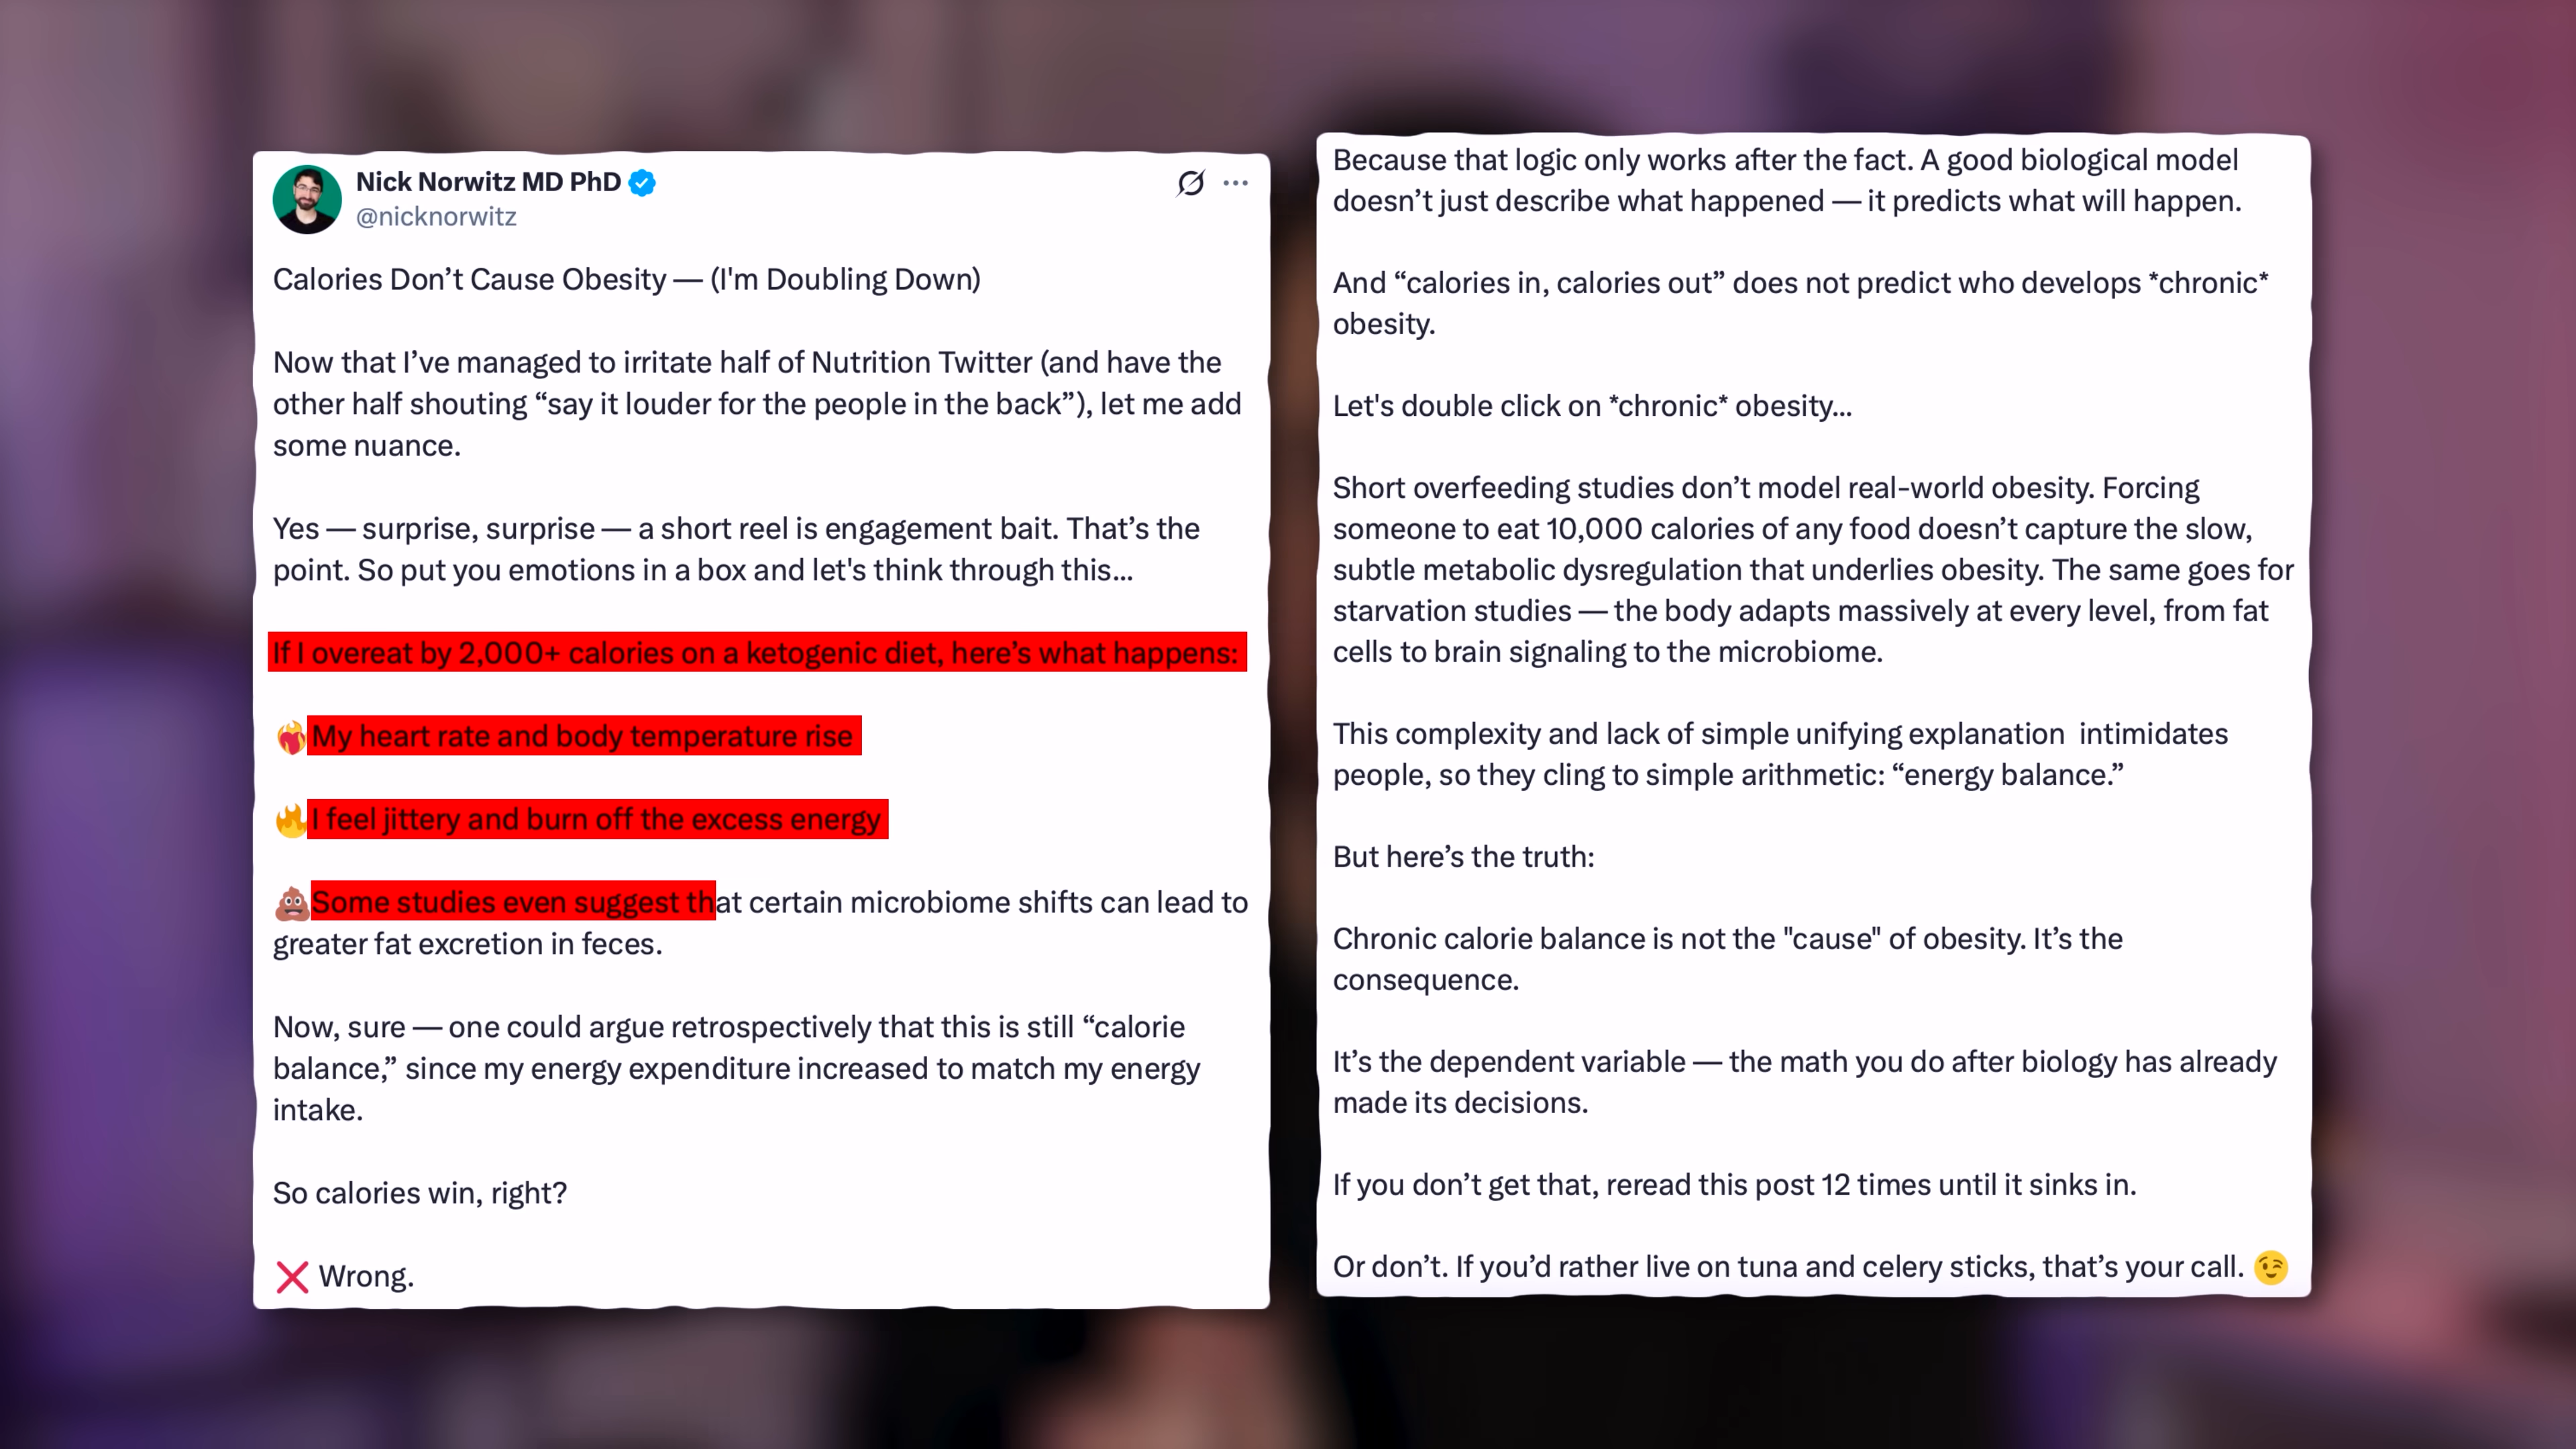 Nick Norwitz MD PhD
@nicknorwitz
Calories Don’t Cause Obesity — (I'm Doubling Down)
Now that I’ve managed to irritate half of Nutrition Twitter (and have the
other half shouting “say it louder for the people in the back”), let me add
some nuance.
Yes — surprise, surprise — a short reel is engagement bait. That’s the
point. So put you emotions in a box and let's think through this...
If I overeat by 2,000+ calories on a ketogenic diet, here’s what happens:
❤️‍🔥My heart rate and body temperature rise
🔥I feel jittery and burn off the excess energy
💩Some studies even suggest that certain microbiome shifts can lead to
greater fat excretion in feces.
Now, sure — one could argue retrospectively that this is still “calorie
balance,” since my energy expenditure increased to match my energy
intake.
So calories win, right?
❌ Wrong.
Because that logic only works after the fact. A good biological model
doesn’t just describe what happened — it predicts what will happen.
And “calories in, calories out” does not predict who develops *chronic*
obesity.
Let's double click on *chronic* obesity...
Short overfeeding studies don’t model real-world obesity. Forcing
someone to eat 10,000 calories of any food doesn’t capture the slow,
subtle metabolic dysregulation that underlies obesity. The same goes for
starvation studies — the body adapts massively at every level, from fat
cells to brain signaling to the microbiome.
This complexity and lack of simple unifying explanation  intimidates
people, so they cling to simple arithmetic: “energy balance.”
But here’s the truth:
Chronic calorie balance is not the "cause" of obesity. It’s the
consequence.
It’s the dependent variable — the math you do after biology has already
made its decisions.
If you don’t get that, reread this post 12 times until it sinks in.
Or don’t. If you’d rather live on tuna and celery sticks, that’s your call. 😉